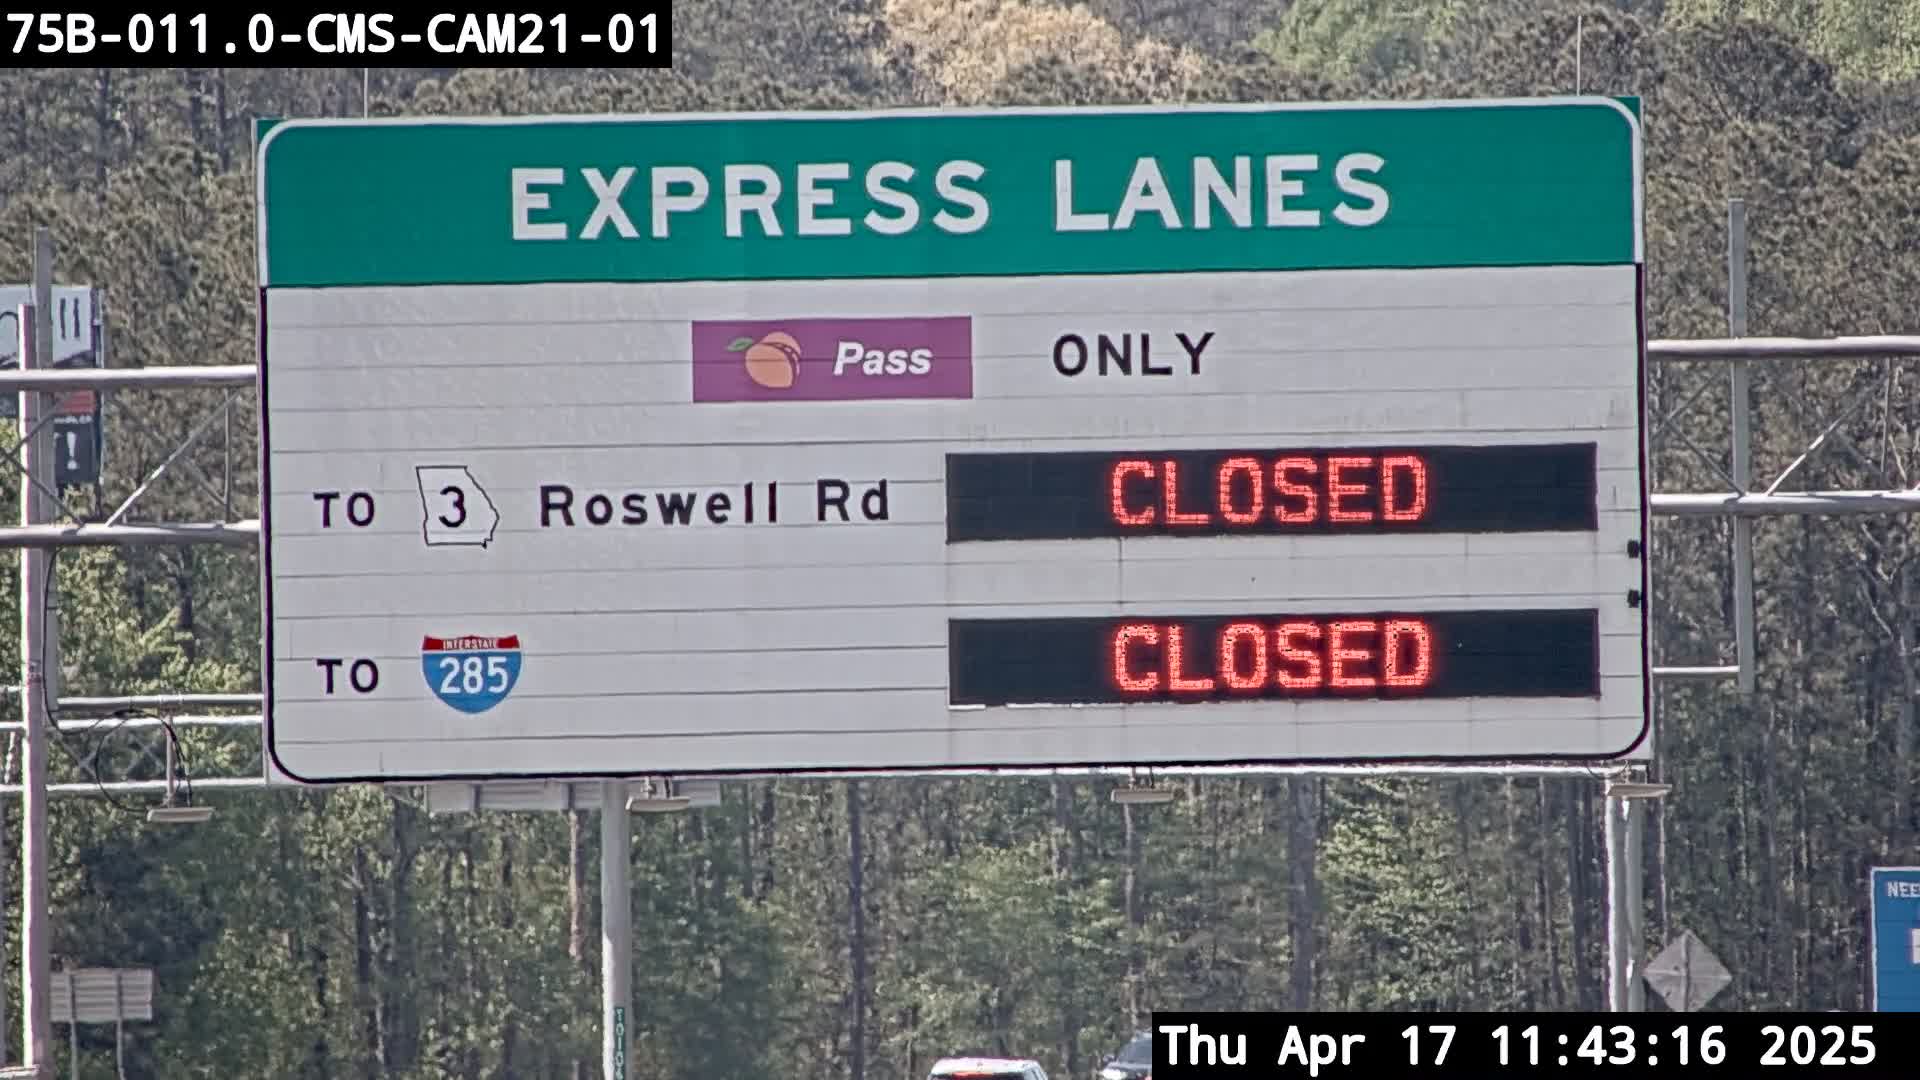 75B-011.0-CMS-CAM21-01
EXPRESS LANES
Pass ONLY
TO 3 Roswell Rd CLOSED
TO INTERSTATE 285 CLOSED
NEE
Thu Apr 17 11:43:16 2025